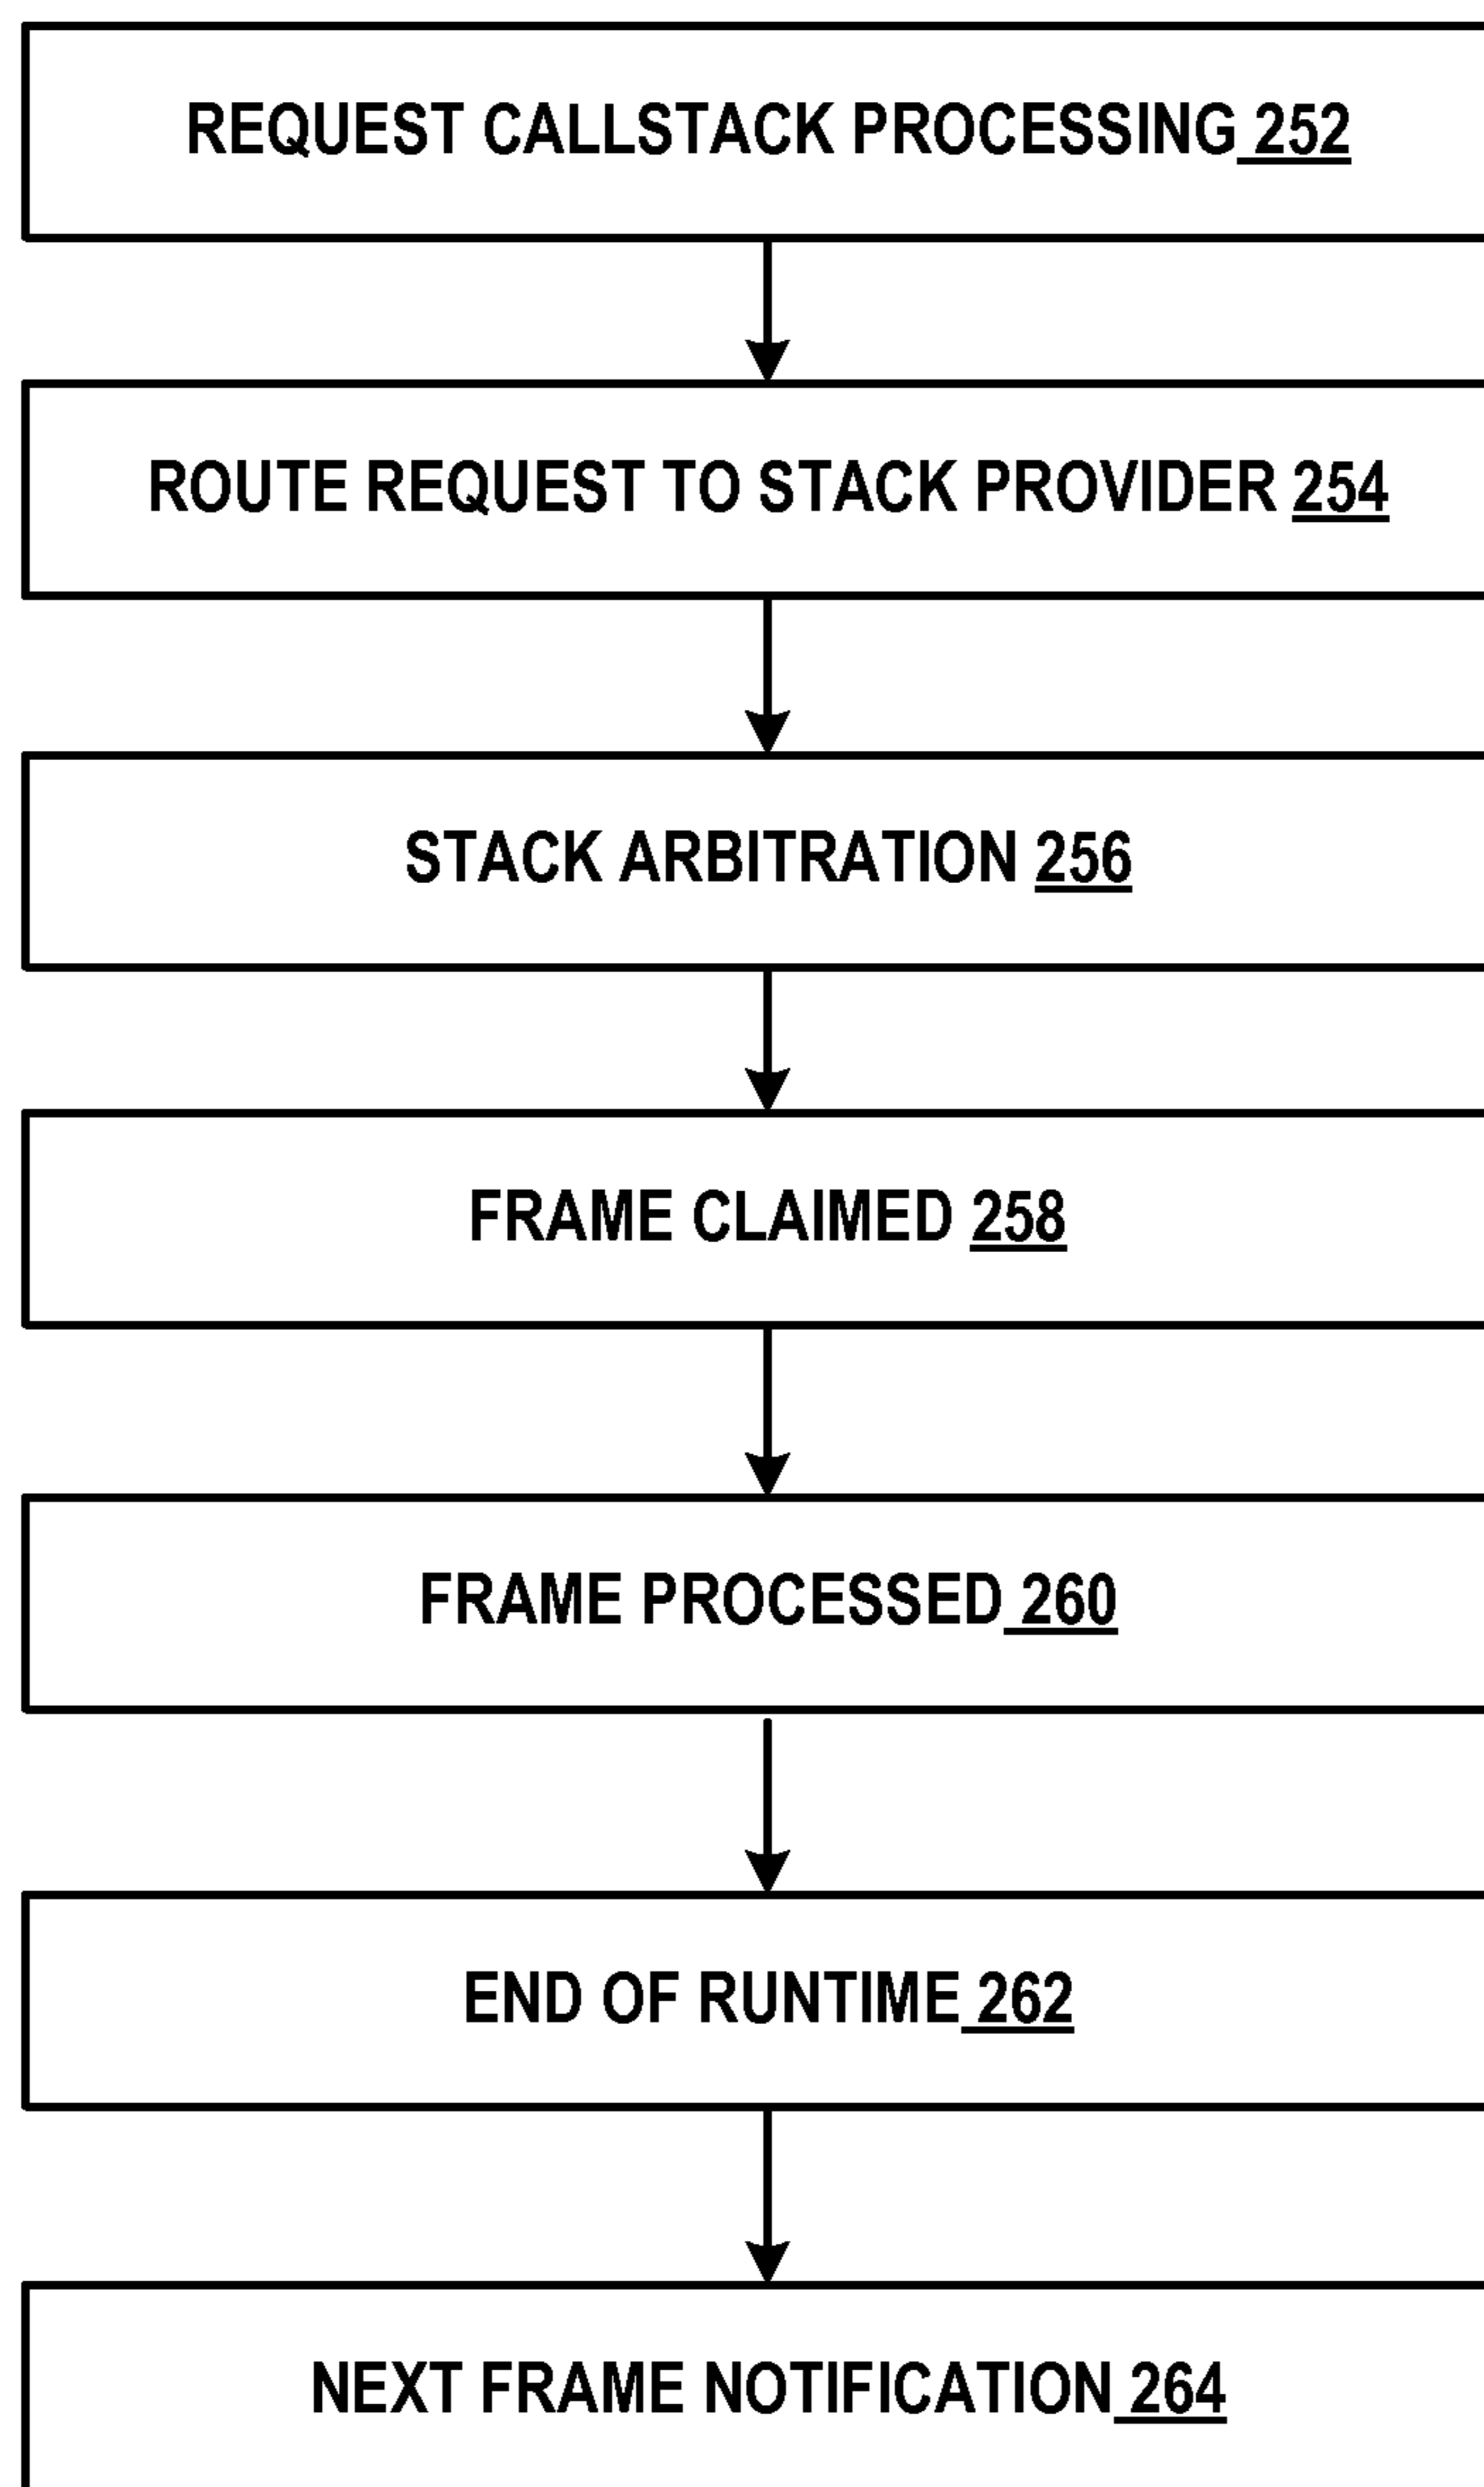 REQUEST CALLSTACK PROCESSING 252
ROUTE REQUEST TO STACK PROVIDER 254
STACK ARBITRATION 256
FRAME CLAIMED 258
FRAME PROCESSED 260
END OF RUNTIME 262
NEXT FRAME NOTIFICATION 264